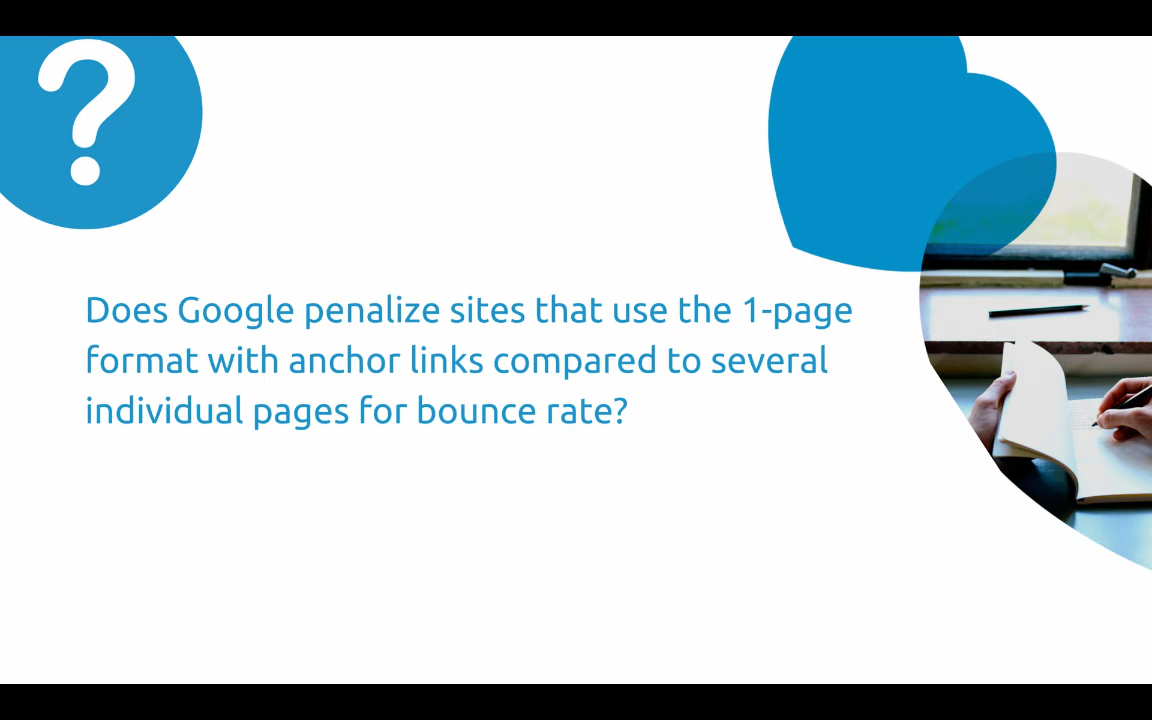 ?
Does Google penalize sites that use the 1-page
format with anchor links compared to several
individual pages for bounce rate?